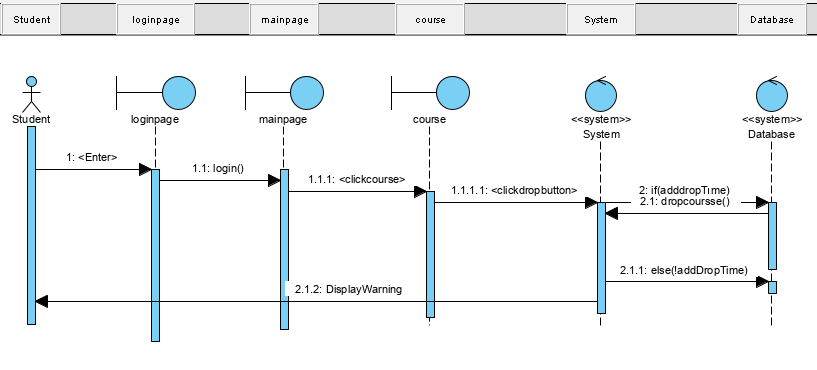 Student
loginpage
mainpage
course
System
Database
Student
loginpage
mainpage
course
<<system>>
System
<<system>>
Database
1: <Enter>
1.1: login()
1.1.1: <clickcourse>
1.1.1.1: <clickdropbutton>
2: if(adddropTime)
2.1: dropcoursse()
2.1.1: else(!addDropTime)
2.1.2: DisplayWarning